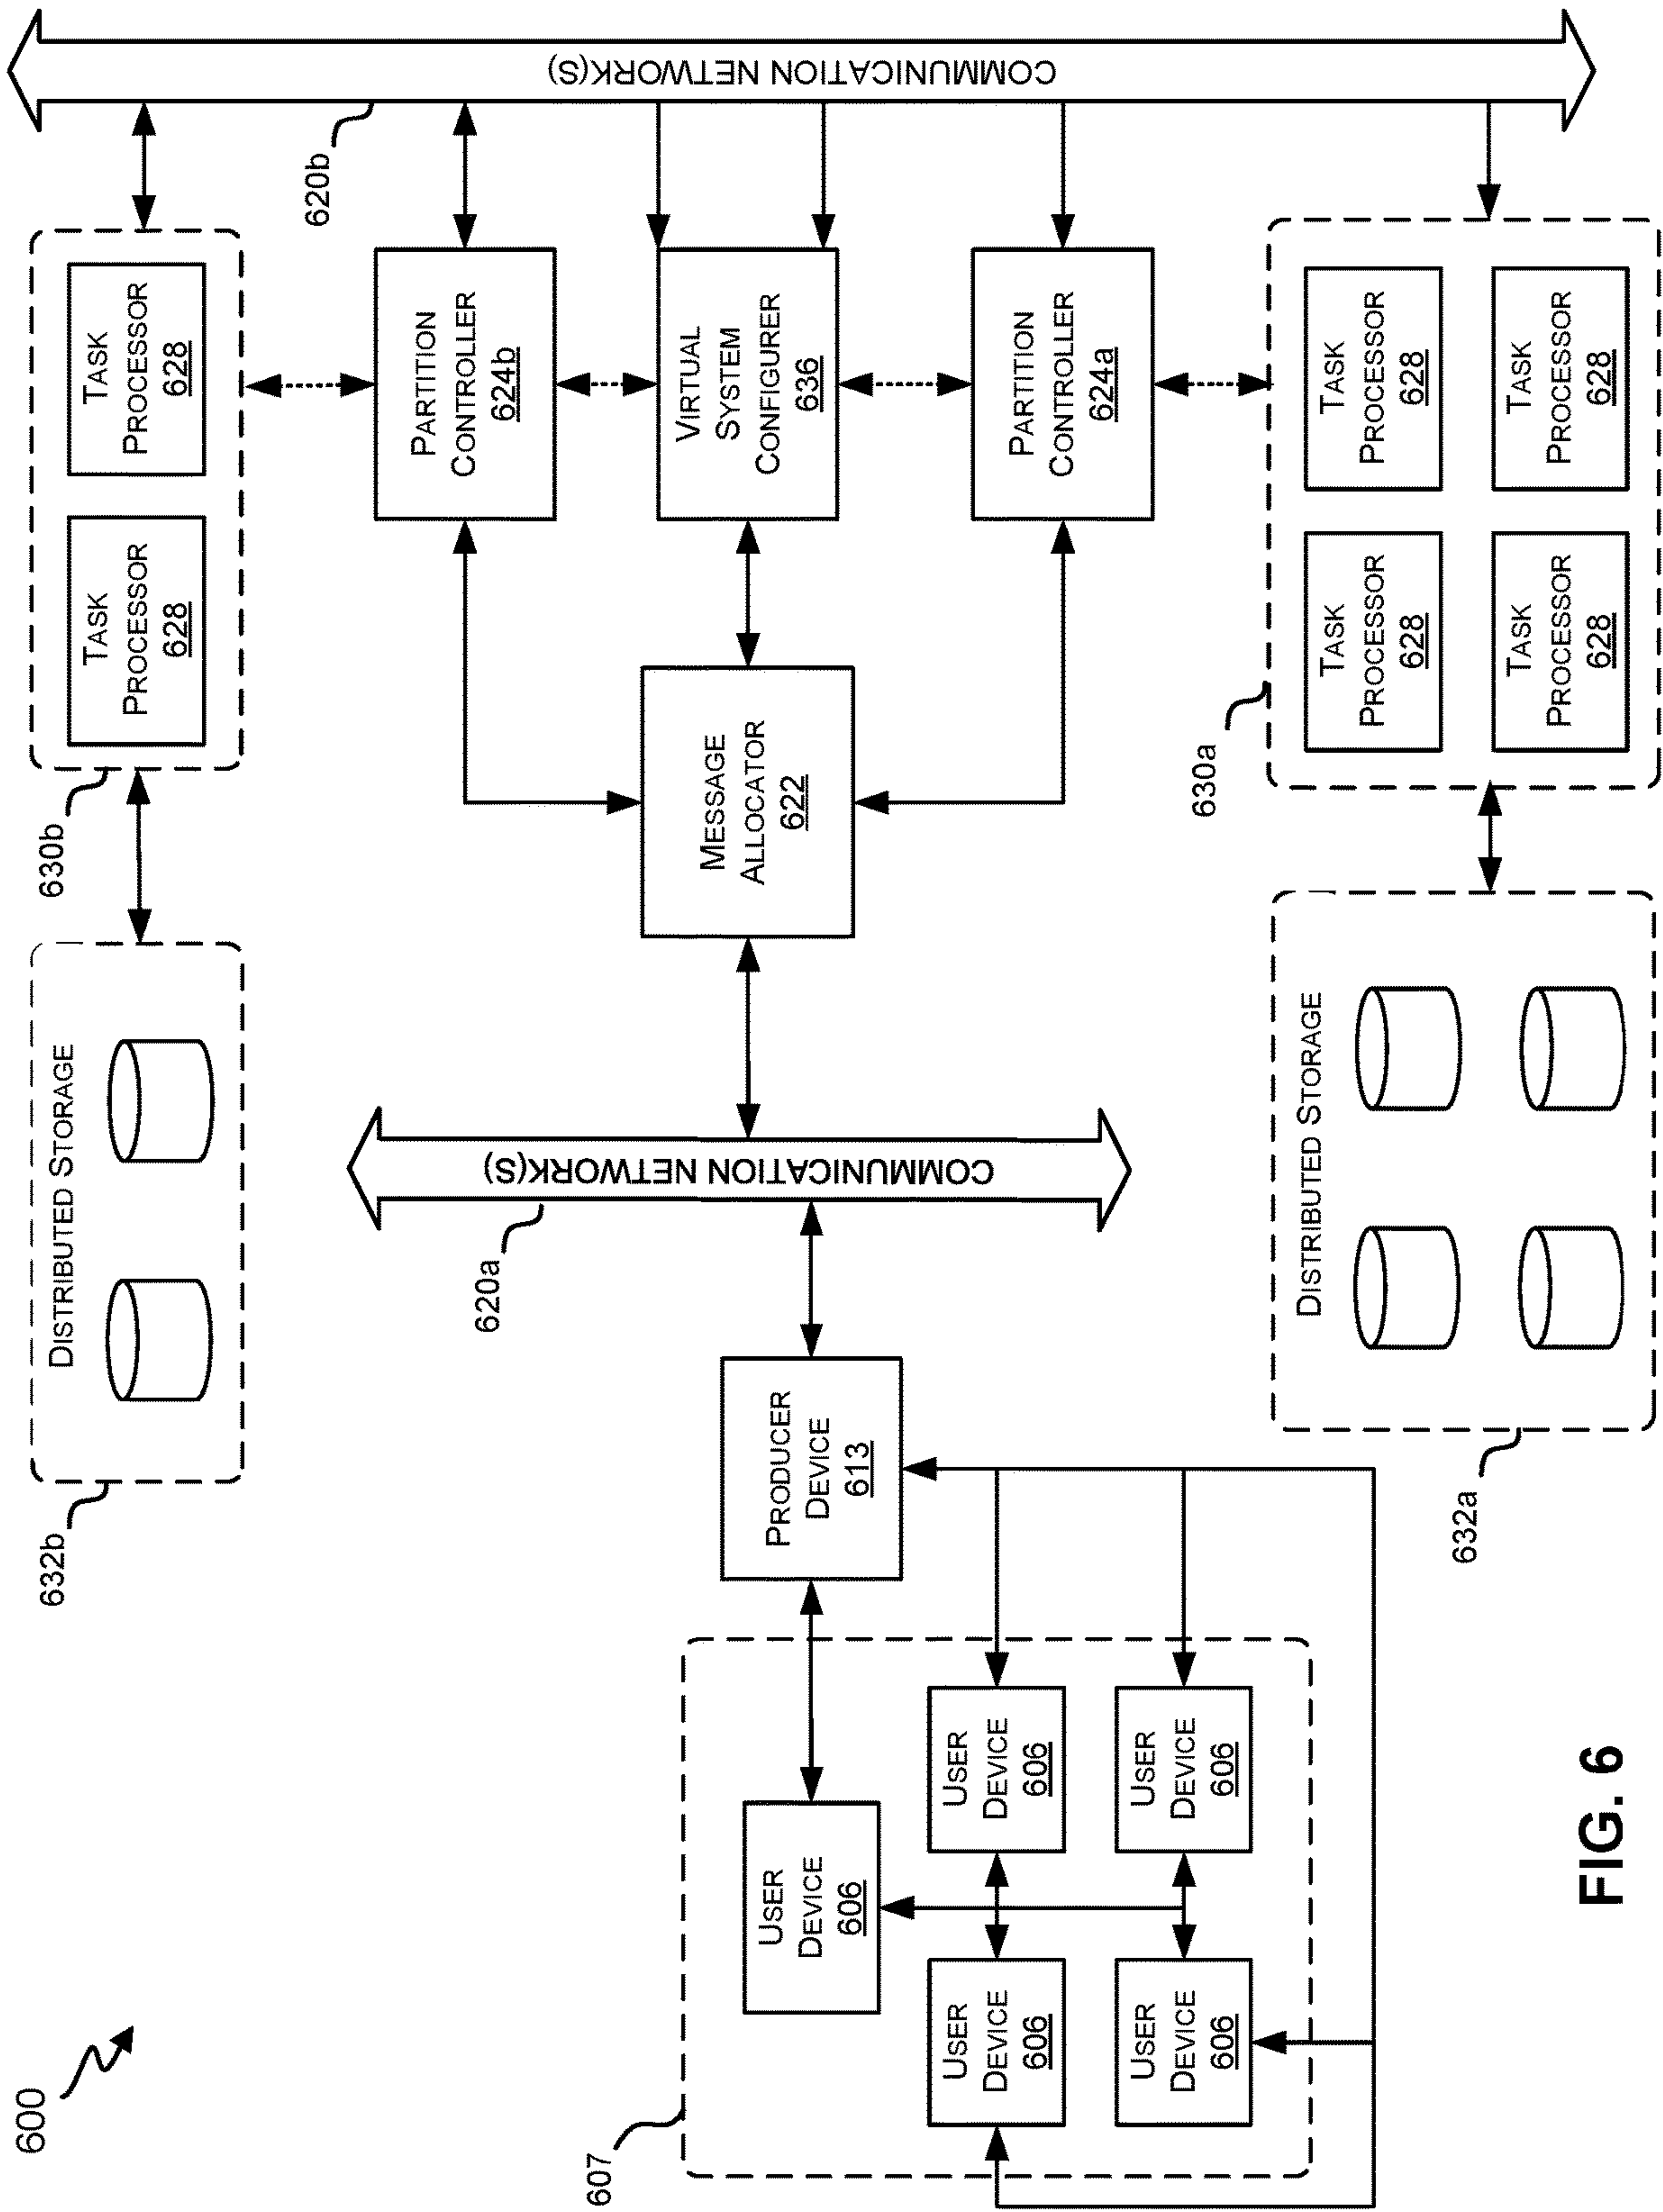 600
632b
DISTRIBUTED STORAGE
630b
TASK
PROCESSOR
628
TASK
PROCESSOR
628
620b
COMMUNICATION NETWORK(S)
PARTITION
CONTROLLER
624b
620a
COMMUNICATION NETWORK(S)
607
USER
DEVICE
606
PRODUCER
DEVICE
613
MESSAGE
ALLOCATOR
622
VIRTUAL
SYSTEM
CONFIGURER
636
USER
DEVICE
606
USER
DEVICE
606
USER
DEVICE
606
USER
DEVICE
606
PARTITION
CONTROLLER
624a
630a
DISTRIBUTED STORAGE
632a
TASK
PROCESSOR
628
TASK
PROCESSOR
628
TASK
PROCESSOR
628
TASK
PROCESSOR
628
FIG. 6